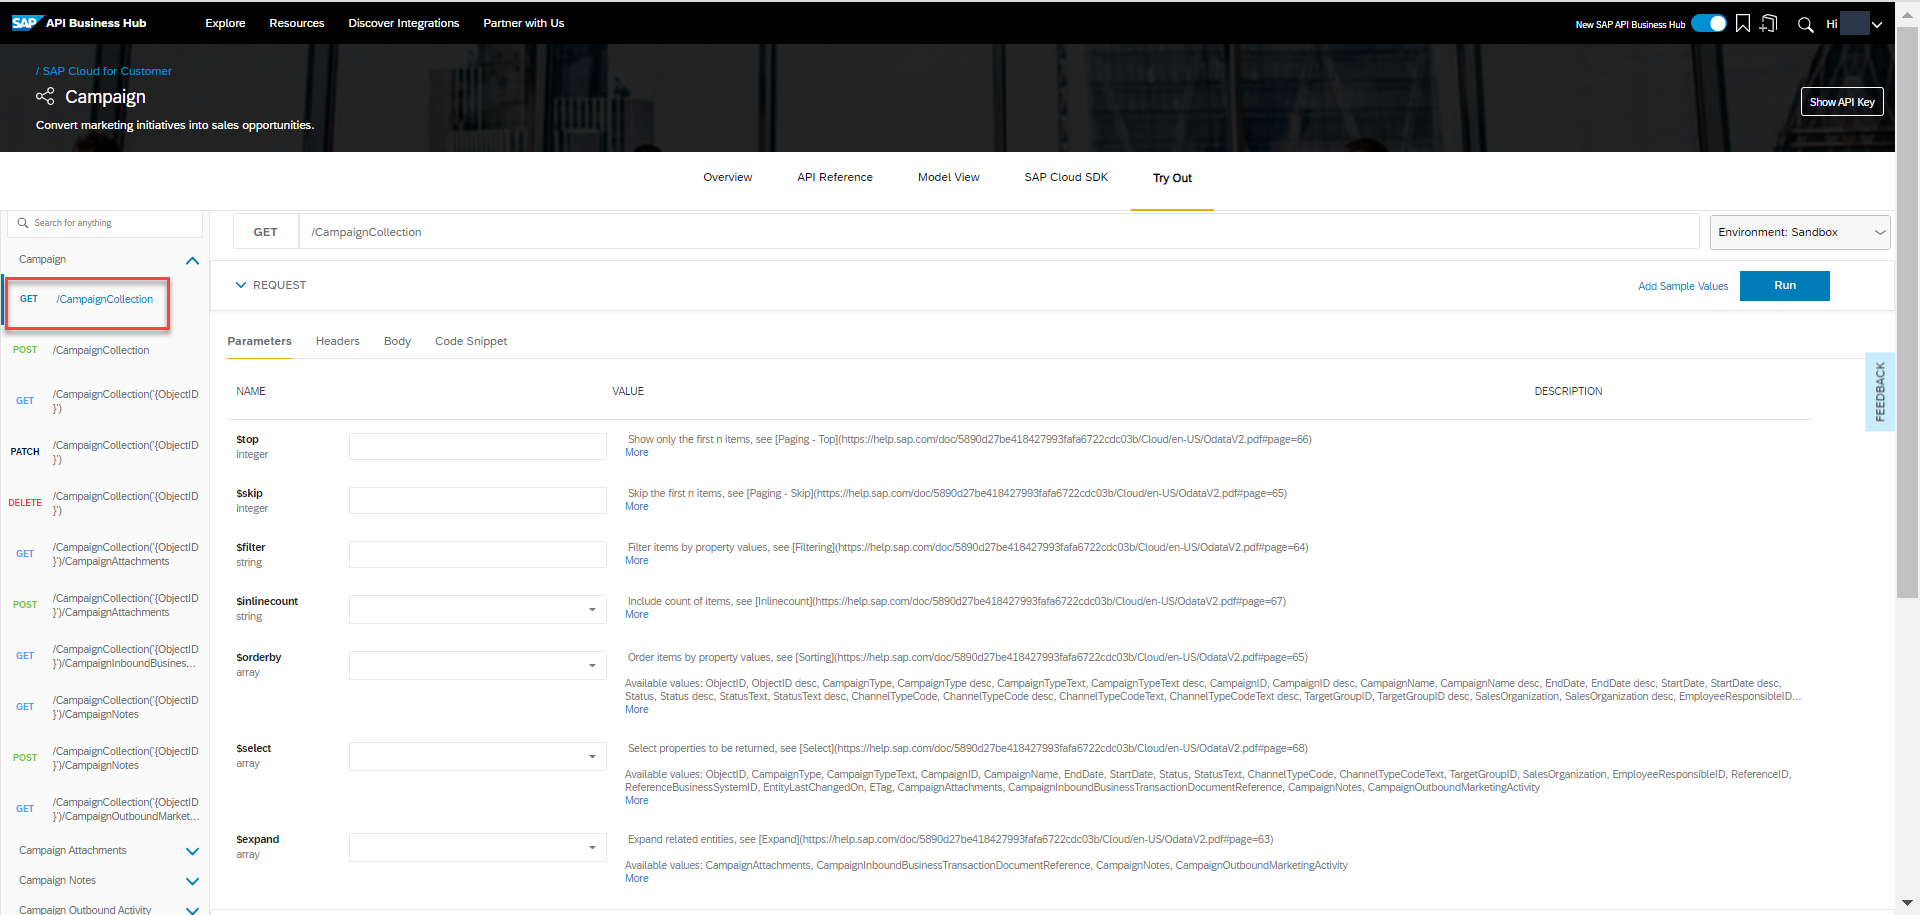 SAP API Business Hub
Explore
Resources
Discover Integrations
Partner with Us
New SAP API Business Hub
Hi
/ SAP Cloud for Customer
Campaign
Convert marketing initiatives into sales opportunities.
Show API Key
Overview
API Reference
Model View
SAP Cloud SDK
Try Out
Search for anything
Campaign
GET /CampaignCollection
POST /CampaignCollection
GET /CampaignCollection('{ObjectID
}')
PATCH /CampaignCollection('{ObjectID
}')
DELETE /CampaignCollection('{ObjectID
}')
GET /CampaignCollection('{ObjectID
}')/CampaignAttachments
POST /CampaignCollection('{ObjectID
}')/CampaignAttachments
GET /CampaignCollection('{ObjectID
}')/CampaignInboundBusines...
GET /CampaignCollection('{ObjectID
}')/CampaignNotes
POST /CampaignCollection('{ObjectID
}')/CampaignNotes
GET /CampaignCollection('{ObjectID
}')/CampaignOutboundMarket...
Campaign Attachments
Campaign Notes
Campaign Outbound Activity
GET /CampaignCollection
Environment: Sandbox
REQUEST
Add Sample Values
Run
Parameters
Headers
Body
Code Snippet
NAME
VALUE
DESCRIPTION
$top
integer
Show only the first n items, see [Paging - Top](https://help.sap.com/doc/5890d27be418427993fafa6722cdc03b/Cloud/en-US/OdataV2.pdf#page=66)
More
$skip
integer
Skip the first n items, see [Paging - Skip](https://help.sap.com/doc/5890d27be418427993fafa6722cdc03b/Cloud/en-US/OdataV2.pdf#page=65)
More
$filter
string
Filter items by property values, see [Filtering](https://help.sap.com/doc/5890d27be418427993fafa6722cdc03b/Cloud/en-US/OdataV2.pdf#page=64)
More
$inlinecount
string
Include count of items, see [Inlinecount](https://help.sap.com/doc/5890d27be418427993fafa6722cdc03b/Cloud/en-US/OdataV2.pdf#page=67)
More
$orderby
array
Order items by property values, see [Sorting](https://help.sap.com/doc/5890d27be418427993fafa6722cdc03b/Cloud/en-US/OdataV2.pdf#page=65)
Available values: ObjectID, ObjectID desc, CampaignType, CampaignType desc, CampaignTypeText, CampaignTypeText desc, CampaignID, CampaignID desc, CampaignName, CampaignName desc, EndDate, EndDate desc, StartDate, StartDate desc,
Status, Status desc, StatusText, StatusText desc, ChannelTypeCode, ChannelTypeCode desc, ChannelTypeCodeText, ChannelTypeCodeText desc, TargetGroupID, TargetGroupID desc, SalesOrganization, SalesOrganization desc, EmployeeResponsibleID...
More
$select
array
Select properties to be returned, see [Select](https://help.sap.com/doc/5890d27be418427993fafa6722cdc03b/Cloud/en-US/OdataV2.pdf#page=68)
Available values: ObjectID, CampaignType, CampaignTypeText, CampaignID, CampaignName, EndDate, StartDate, Status, StatusText, ChannelTypeCode, ChannelTypeCodeText, TargetGroupID, SalesOrganization, EmployeeResponsibleID, ReferenceID,
ReferenceBusinessSystemID, EntityLastChangedOn, ETag, CampaignAttachments, CampaignInboundBusinessTransactionDocumentReference, CampaignNotes, CampaignOutboundMarketingActivity
More
$expand
array
Expand related entities, see [Expand](https://help.sap.com/doc/5890d27be418427993fafa6722cdc03b/Cloud/en-US/OdataV2.pdf#page=63)
Available values: CampaignAttachments, CampaignInboundBusinessTransactionDocumentReference, CampaignNotes, CampaignOutboundMarketingActivity
More
FEEDBACK